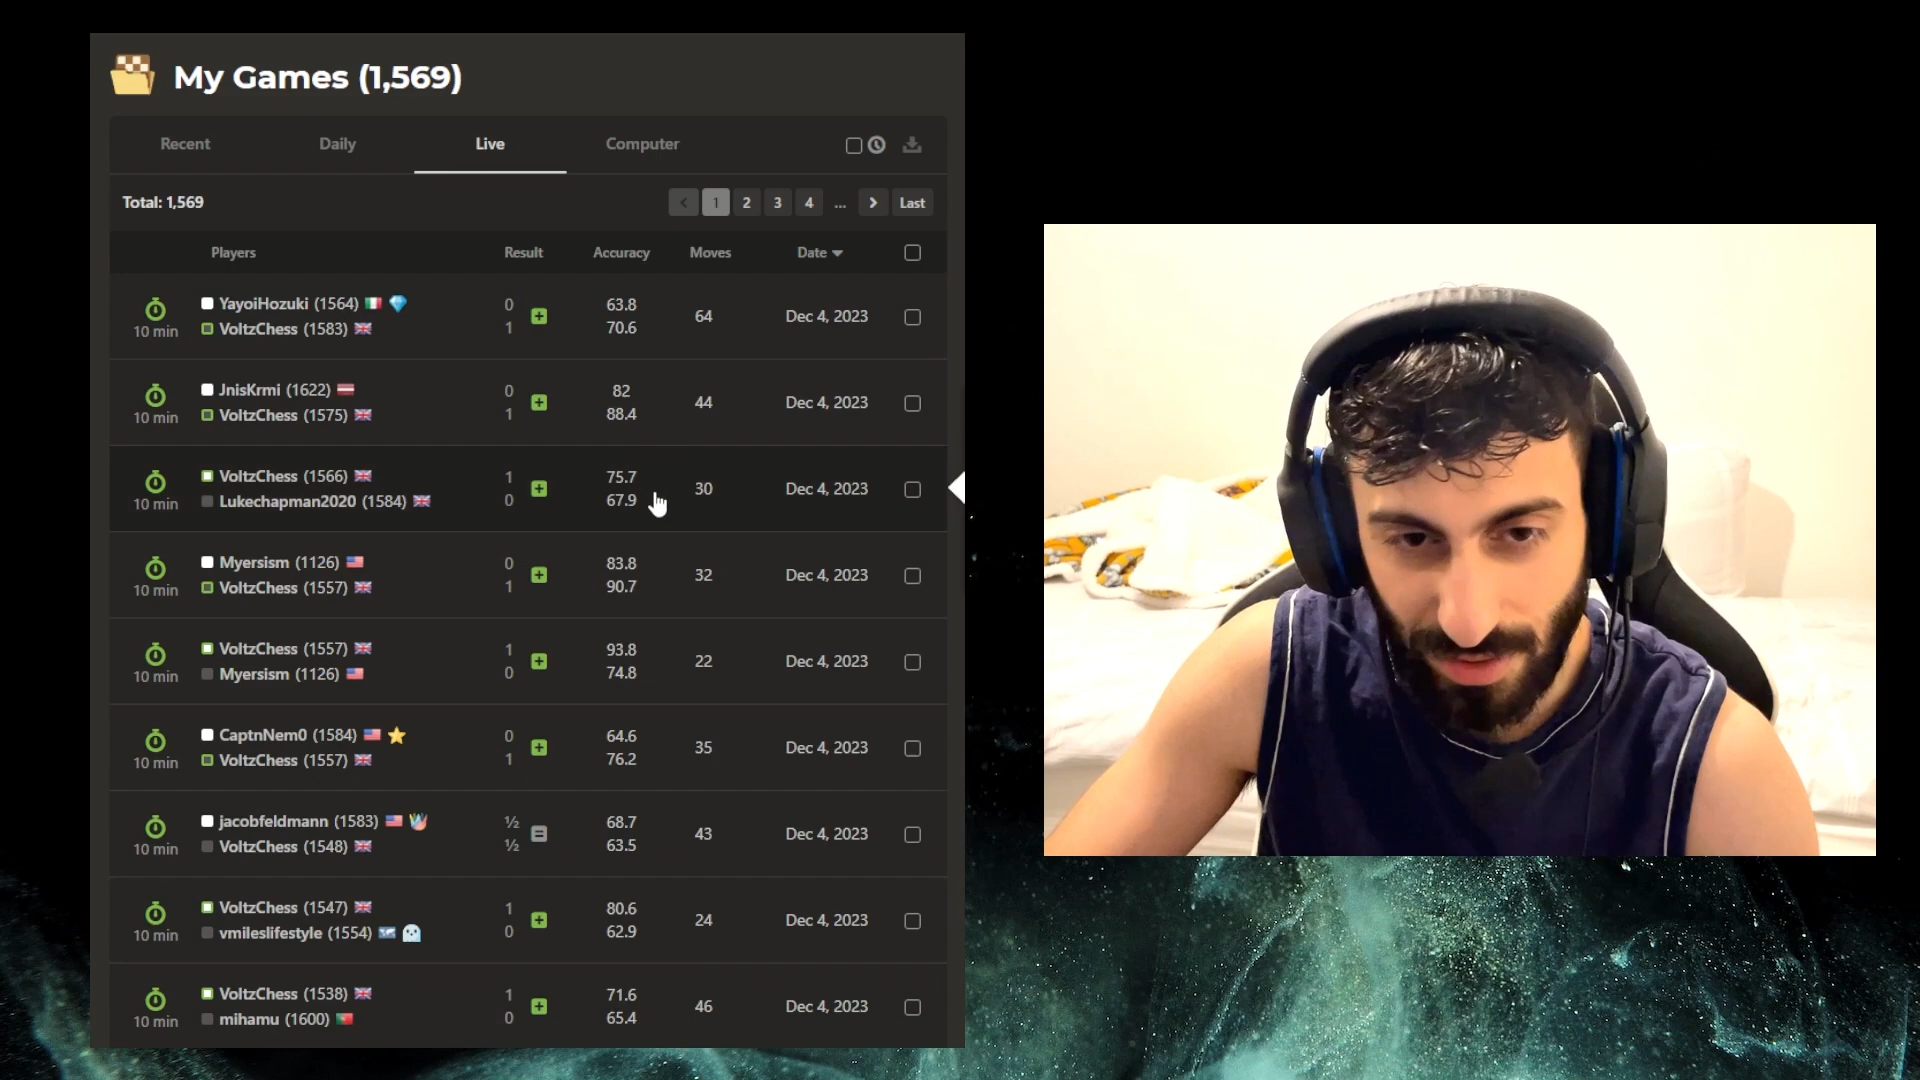 My Games (1,569)
Recent Daily Live Computer
Total: 1,569
< 1 2 3 4 ... > Last
Players Result Accuracy Moves Date
10 min
YayoiHozuki (1564) 0 63.8
VoltzChess (1583) 1 70.6
64 Dec 4, 2023
10 min
JnisKrmi (1622) 0 82
VoltzChess (1575) 1 88.4
44 Dec 4, 2023
10 min
VoltzChess (1566) 1 75.7
Lukechapman2020 (1584) 0 67.9
30 Dec 4, 2023
10 min
Myersism (1126) 0 83.8
VoltzChess (1557) 1 90.7
32 Dec 4, 2023
10 min
VoltzChess (1557) 1 93.8
Myersism (1126) 0 74.8
22 Dec 4, 2023
10 min
CaptnNem0 (1584) 0 64.6
VoltzChess (1557) 1 76.2
35 Dec 4, 2023
10 min
jacobfeldmann (1583) ½ 68.7
VoltzChess (1548) ½ 63.5
43 Dec 4, 2023
10 min
VoltzChess (1547) 1 80.6
vmileslifestyle (1554) 0 62.9
24 Dec 4, 2023
10 min
VoltzChess (1538) 1 71.6
mihamu (1600) 0 65.4
46 Dec 4, 2023